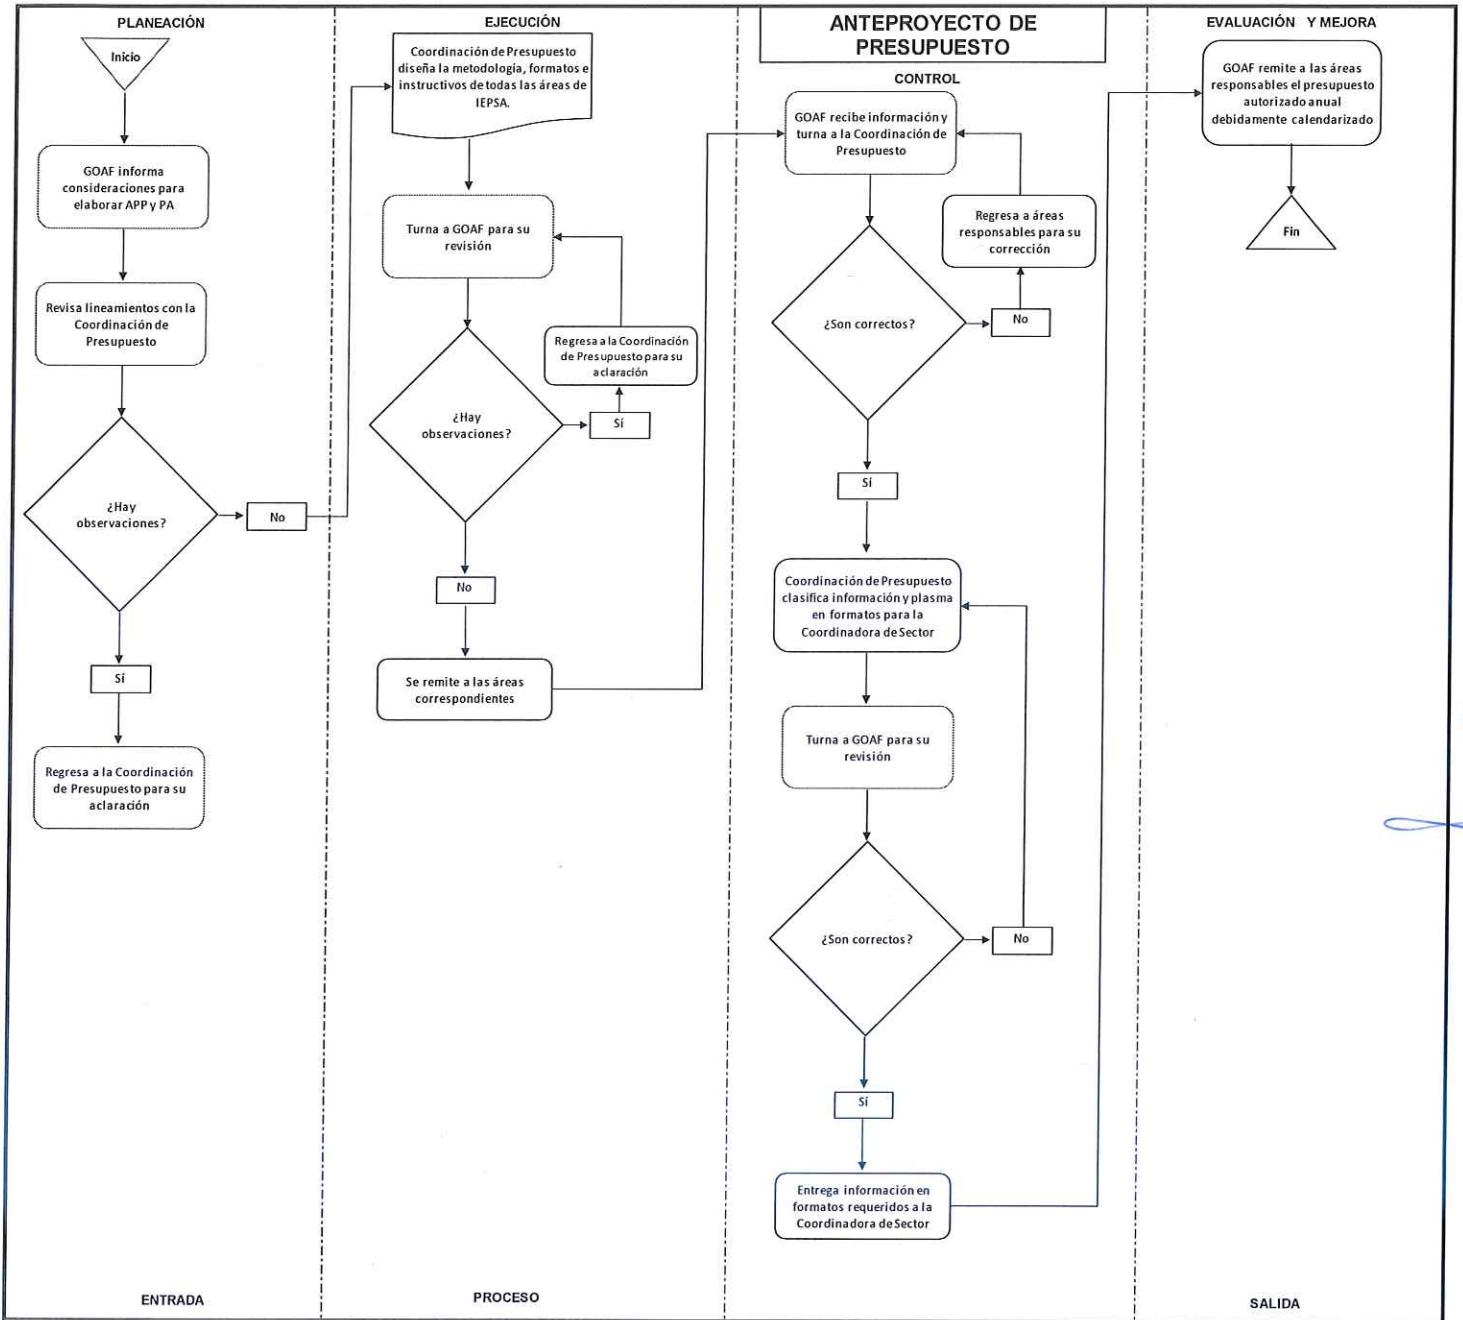 PLANEACIÓN
Inicio
GOAF informa
consideraciones para
elaborar APP y PA
Revisa lineamientos con la
Coordinación de
Presupuesto
¿Hay
observaciones?
No
Sí
Regresa a la Coordinación
de Presupuesto para su
aclaración
ENTRADA
EJECUCIÓN
Coordinación de Presupuesto
diseña la metodología, formatos e
instructivos de todas las áreas de
IEPSA.
Turna a GOAF para su
revisión
Regresa a la Coordinación
de Presupuesto para su
aclaración
¿Hay
observaciones?
Sí
No
Se remite a las áreas
correspondientes
PROCESO
ANTEPROYECTO DE
PRESUPUESTO
CONTROL
GOAF recibe información y
turna a la Coordinación de
Presupuesto
Regresa a áreas
responsables para su
corrección
¿Son correctos?
No
Sí
Coordinación de Presupuesto
clasifica información y plasma
en formatos para la
Coordinadora de Sector
Turna a GOAF para su
revisión
¿Son correctos?
No
Sí
Entrega información en
formatos requeridos a la
Coordinadora de Sector
EVALUACIÓN Y MEJORA
GOAF remite a las áreas
responsables el presupuesto
autorizado anual
debidamente calendarizado
Fin
SALIDA